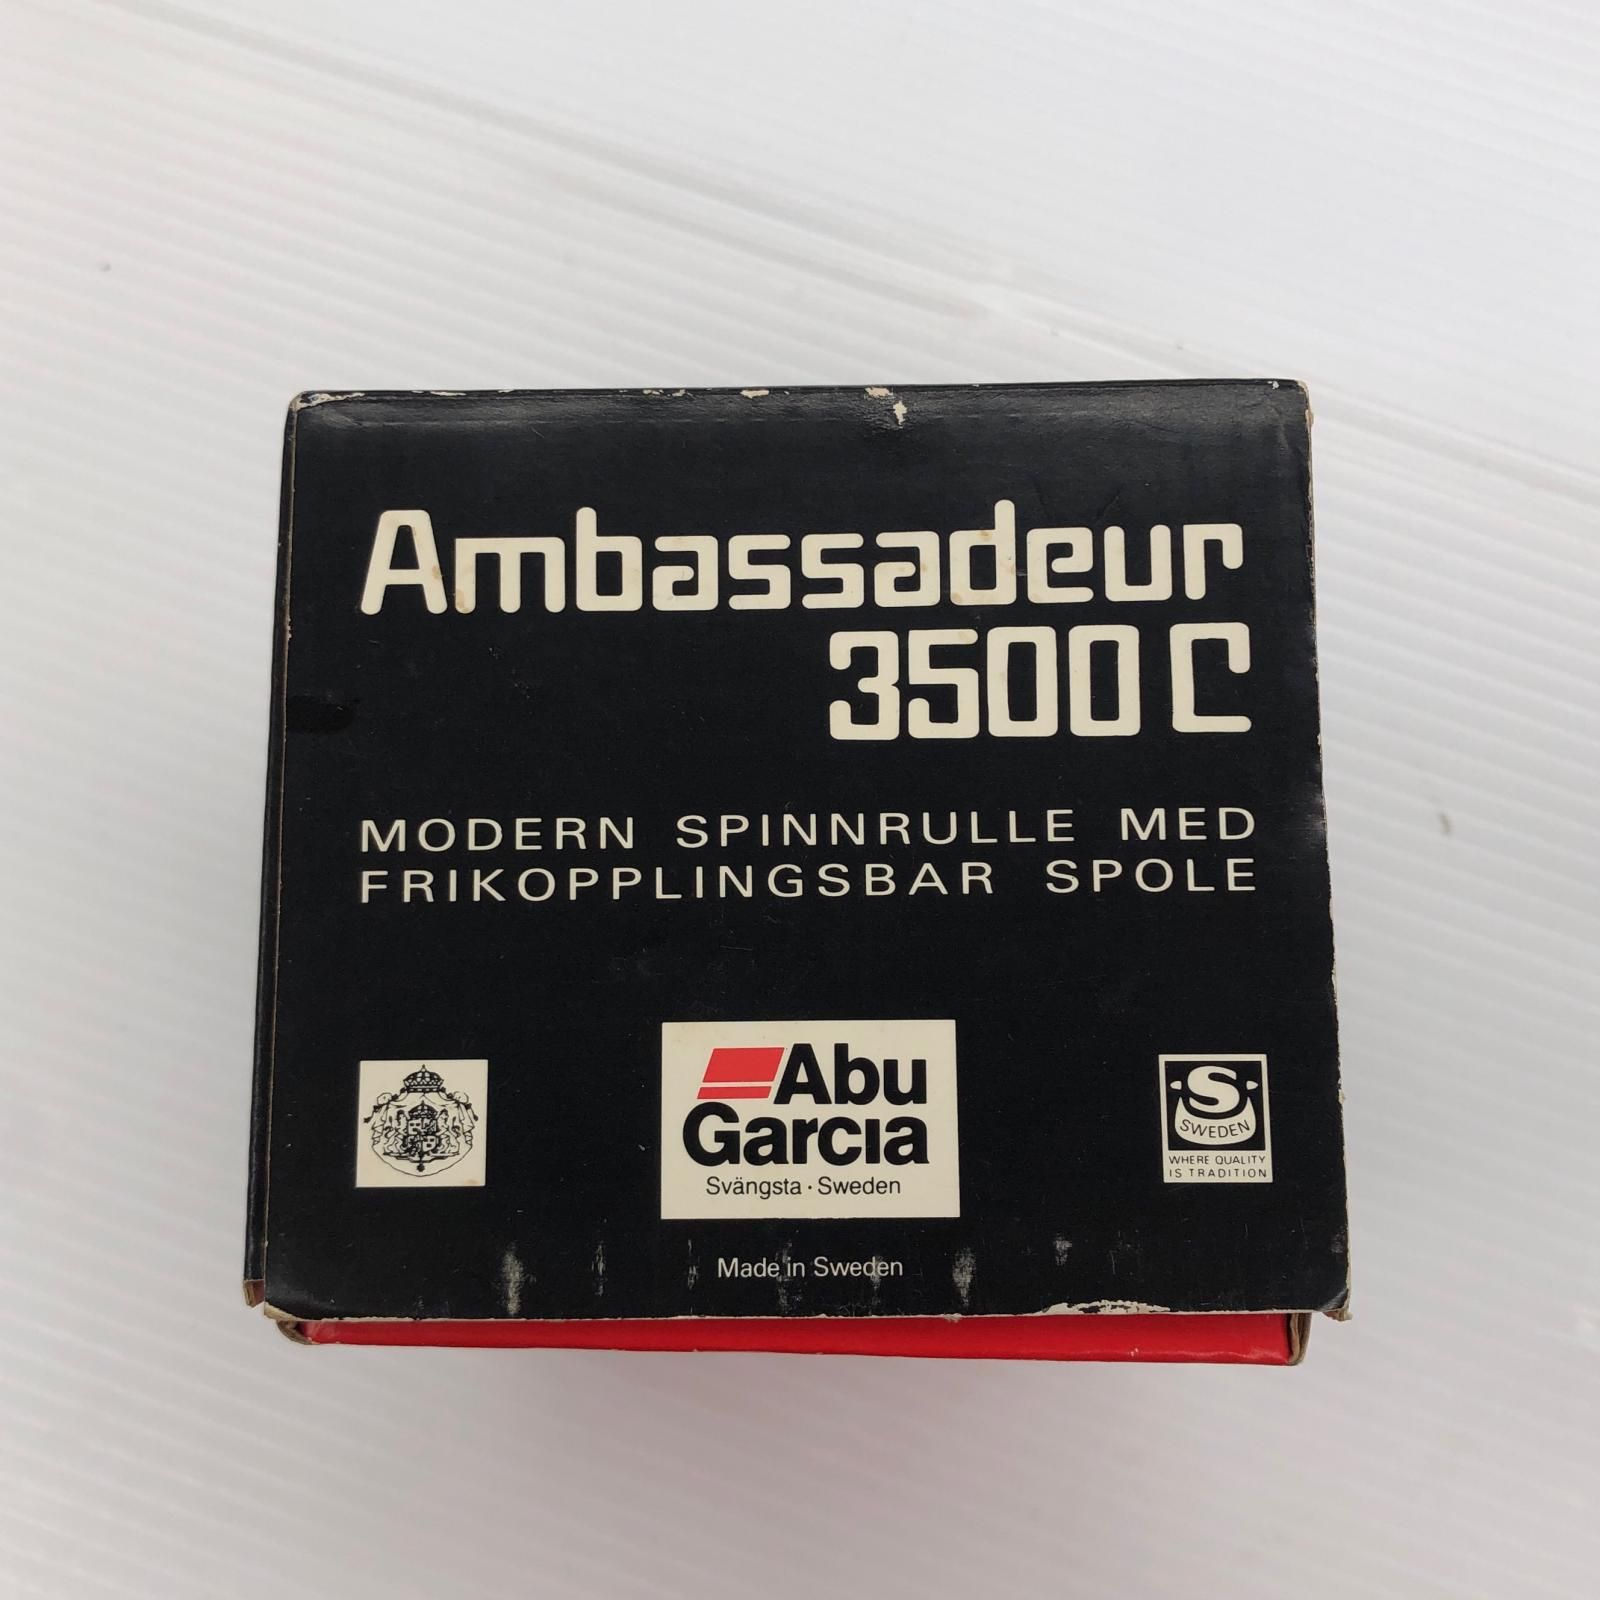 Ambassadeur
3500 C
MODERN SPINNRULLE MED
FRIKOPPLINGSBAR SPOLE
Abu
Garcia
Svängsta · Sweden
S
SWEDEN
WHERE QUALITY
IS TRADITION
Made in Sweden